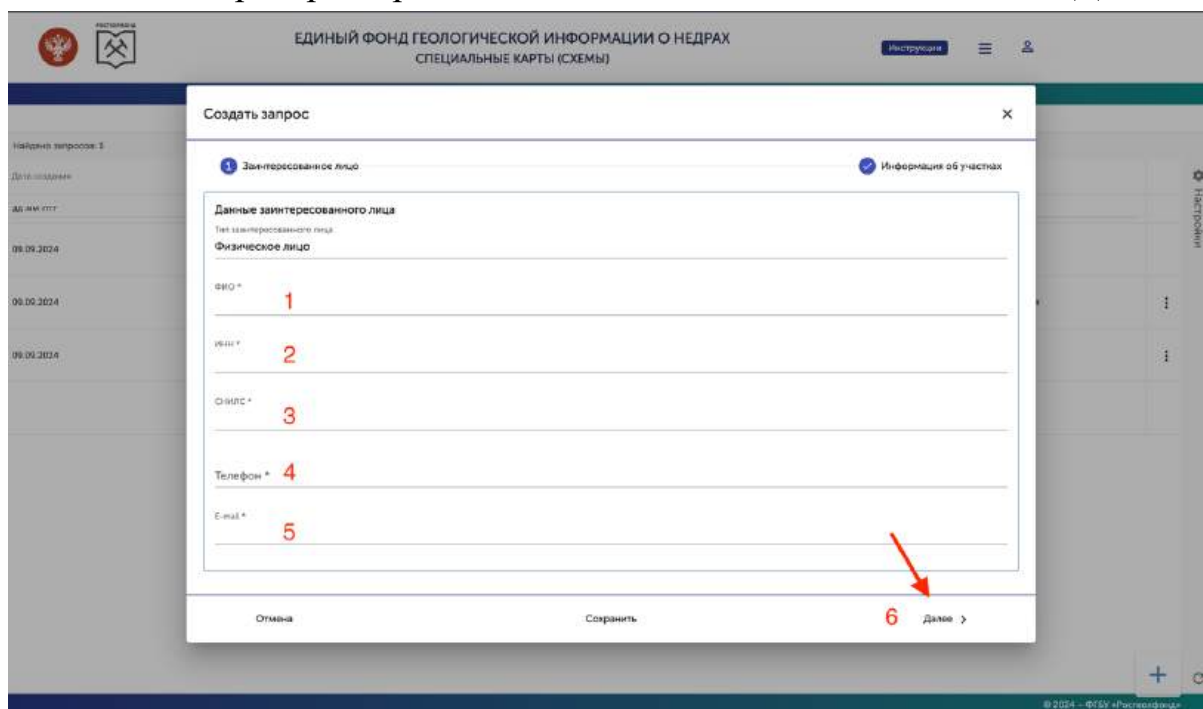 РОСГЕОЛФОНД
ЕДИНЫЙ ФОНД ГЕОЛОГИЧЕСКОЙ ИНФОРМАЦИИ О НЕДРАХ
СПЕЦИАЛЬНЫЕ КАРТЫ (СХЕМЫ)
Инструкции
Создать запрос
Найдено запросов: 3
1 Заинтересованное лицо
Информация об участках
Дата создания
Настройки
Данные заинтересованного лица
Тип заинтересованного лица
Физическое лицо
09.09.2024
ФИО *
1
09.09.2024
ИНН *
2
09.09.2024
СНИЛС *
3
Телефон * 4
E-mail *
5
Отмена
Сохранить
6 Далее >
+
© 2024 – ФГБУ «Росгеолфонд»